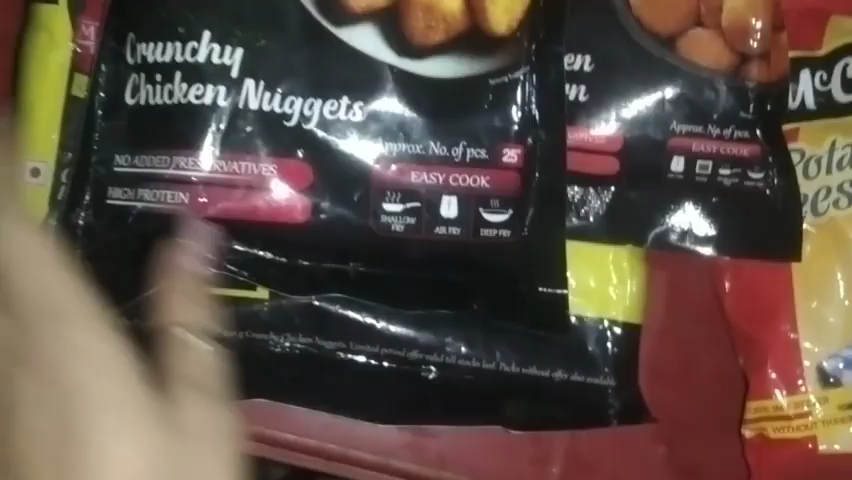 Crunchy
Chicken Nuggets
NO ADDED PRESERVATIVES
HIGH PROTEIN
Approx. No. of pcs. 25
EASY COOK
SHALLOW
FRY
AIR FRY
DEEP FRY
en
n
Approx. No. of pcs.
EASY COOK
McC
Pota
ees
Crunchy Chicken Nuggets. Limited period offer valid till stocks last. Packs without offer also available
WITHOUT